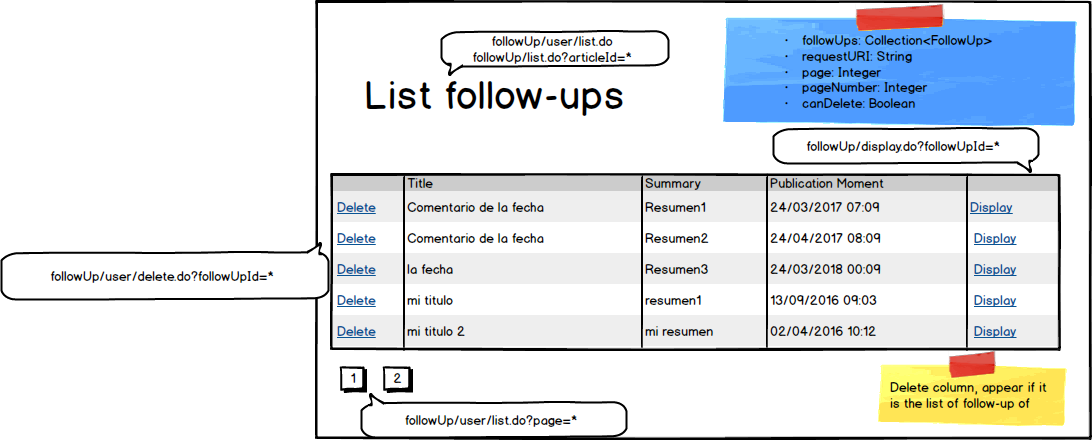 followUp/user/list.do
followUp/list.do?articleId=*
· followUps: Collection<FollowUp>
· requestURI: String
· page: Integer
· pageNumber: Integer
· canDelete: Boolean
List follow-ups
followUp/display.do?followUpId=*
Title Summary Publication Moment
Delete Comentario de la fecha Resumen1 24/03/2017 07:09 Display
Delete Comentario de la fecha Resumen2 24/04/2017 08:09 Display
followUp/user/delete.do?followUpId=*
Delete la fecha Resumen3 24/03/2018 00:09 Display
Delete mi titulo resumen1 13/09/2016 09:03 Display
Delete mi titulo 2 mi resumen 02/04/2016 10:12 Display
1 2
Delete column, appear if it
is the list of follow-up of
followUp/user/list.do?page=*